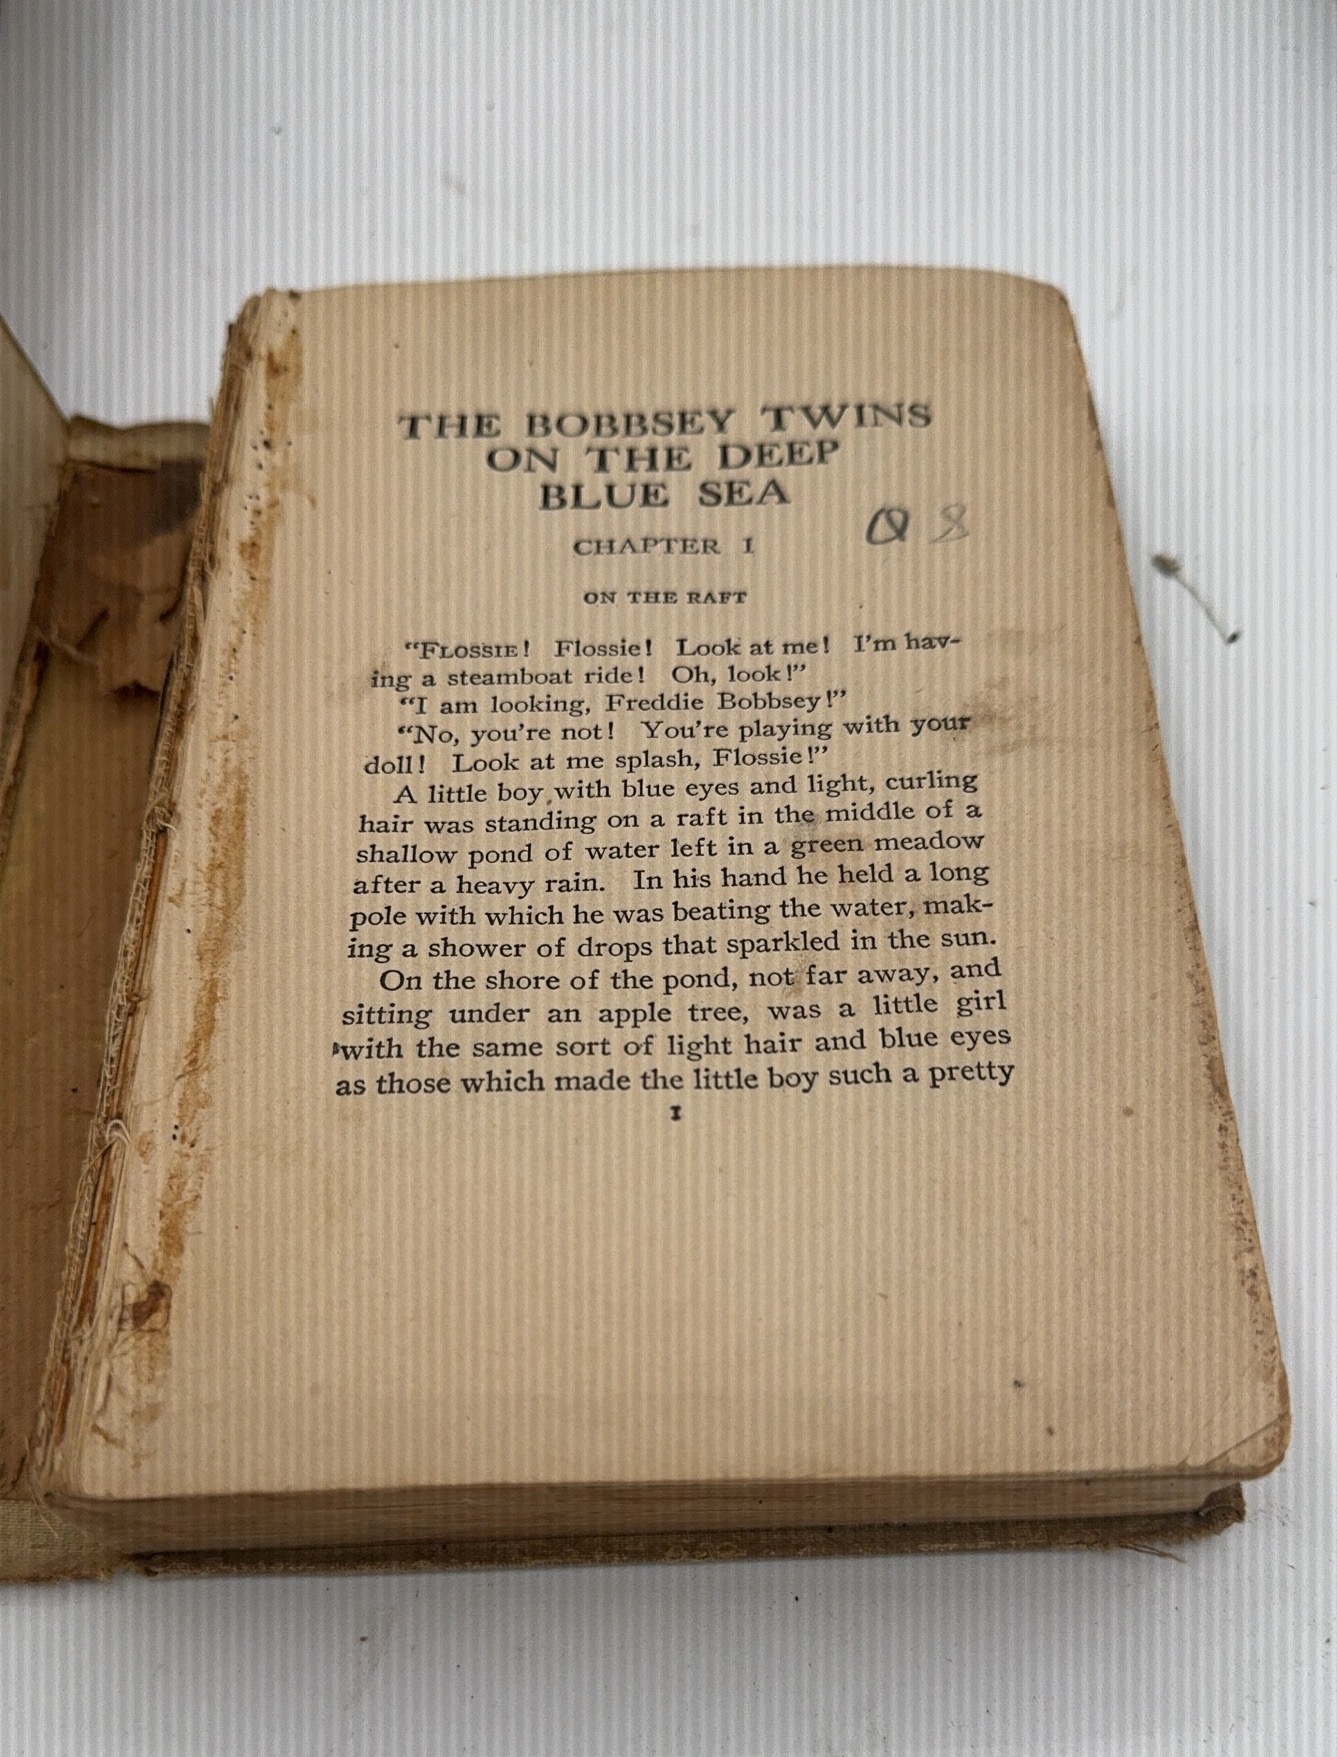 THE BOBBSEY TWINS
ON THE DEEP
BLUE SEA
CHAPTER I
ON THE RAFT
"FLOSSIE! Flossie! Look at me! I'm hav-
ing a steamboat ride! Oh, look!"
"I am looking, Freddie Bobbsey!"
"No, you're not! You're playing with your
doll! Look at me splash, Flossie!"
A little boy with blue eyes and light, curling
hair was standing on a raft in the middle of a
shallow pond of water left in a green meadow
after a heavy rain. In his hand he held a long
pole with which he was beating the water, mak-
ing a shower of drops that sparkled in the sun.
On the shore of the pond, not far away, and
sitting under an apple tree, was a little girl
with the same sort of light hair and blue eyes
as those which made the little boy such a pretty
1